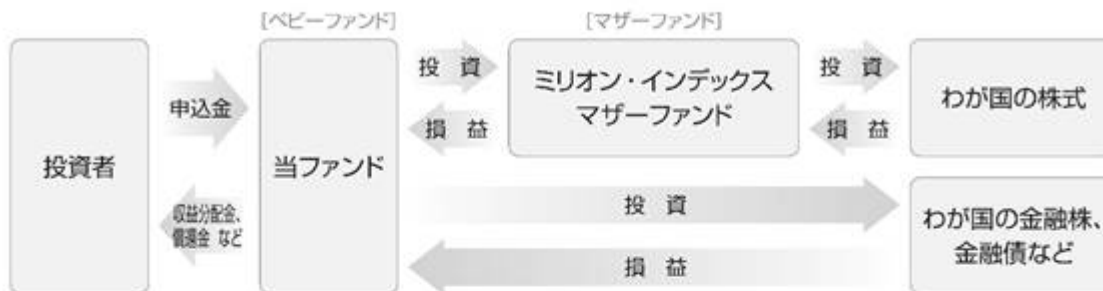 [ベビーファンド]
[マザーファンド]
投資者
申込金
収益分配金、
償還金 など
当ファンド
投 資
損 益
ミリオン・インデックス
マザーファンド
投 資
損 益
わが国の株式
投 資
損 益
わが国の金融株、
金融債など